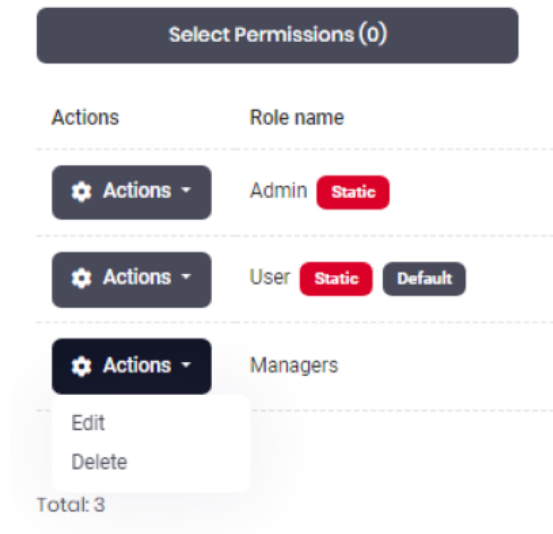 Select Permissions (0)
Actions Role name
Actions Admin Static
Actions User Static Default
Actions Managers
Edit
Delete
Total: 3